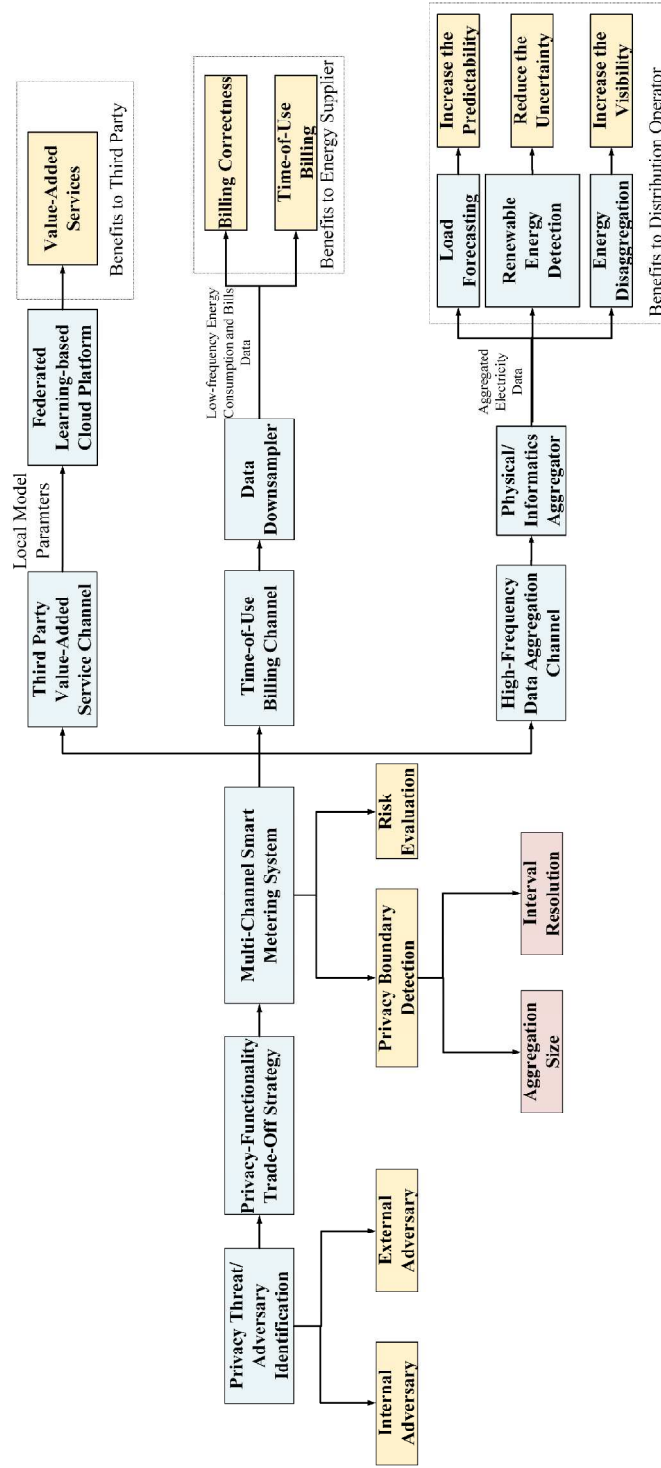 Privacy Threat/
Adversary
Identification
Internal
Adversary
External
Adversary
Privacy-Functionality
Trade-Off Strategy
Multi-Channel Smart
Metering System
Privacy Boundary
Detection
Risk
Evaluation
Aggregation
Size
Interval
Resolution
Third Party
Value-Added
Service Channel
Local Model
Paramters
Federated
Learning-based
Cloud Platform
Value-Added
Services
Benefits to Third Party
Time-of-Use
Billing Channel
Data
Downsampler
Low-frequency Energy
Consumption and Bills
Data
Billing Correctness
Time-of-Use
Billing
Benefits to Energy Supplier
High-Frequency
Data Aggregation
Channel
Physical/
Informatics
Aggregator
Aggregated
Electricity
Data
Load
Forecasting
Increase the
Predictability
Renewable
Energy
Detection
Reduce the
Uncertainty
Energy
Disaggregation
Increase the
Visibility
Benefits to Distribution Operator